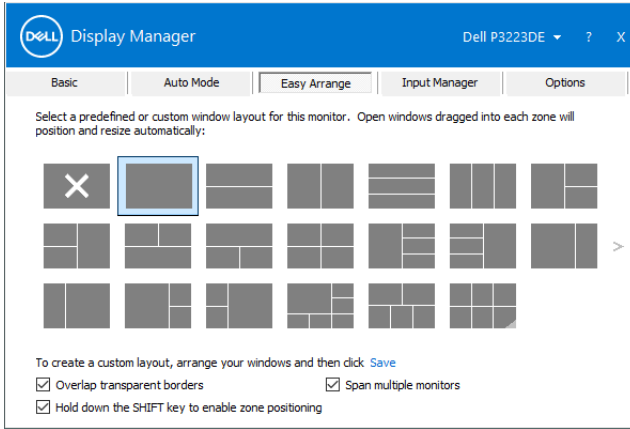 DELL Display Manager Dell P3223DE ? X
Basic Auto Mode Easy Arrange Input Manager Options
Select a predefined or custom window layout for this monitor. Open windows dragged into each zone will
position and resize automatically:
>
To create a custom layout, arrange your windows and then click Save
Overlap transparent borders Span multiple monitors
Hold down the SHIFT key to enable zone positioning